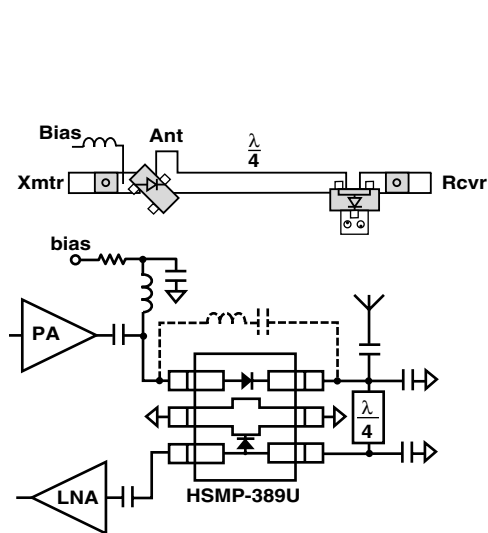 Bias
Ant
λ
4
Xmtr
Rcvr
bias
PA
λ
4
LNA
HSMP-389U